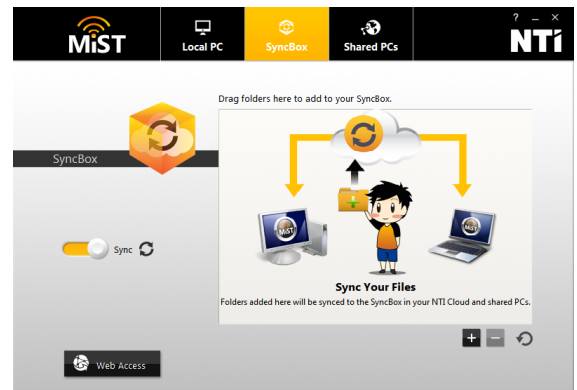 MiST
Local PC
SyncBox
Shared PCs
? – ×
NTI
Drag folders here to add to your SyncBox.
SyncBox
MiST
MiST
Sync
Sync Your Files
Folders added here will be synced to the SyncBox in your NTI Cloud and shared PCs.
Web Access